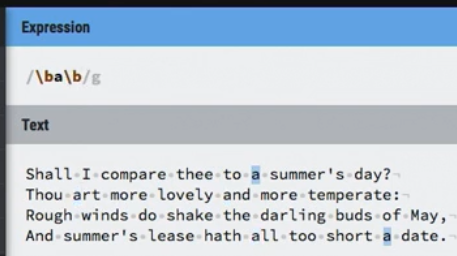 Expression
/\ba\b/g
Text
Shall I compare thee to a summer's day?
Thou art more lovely and more temperate:
Rough winds do shake the darling buds of May,
And summer's lease hath all too short a date.